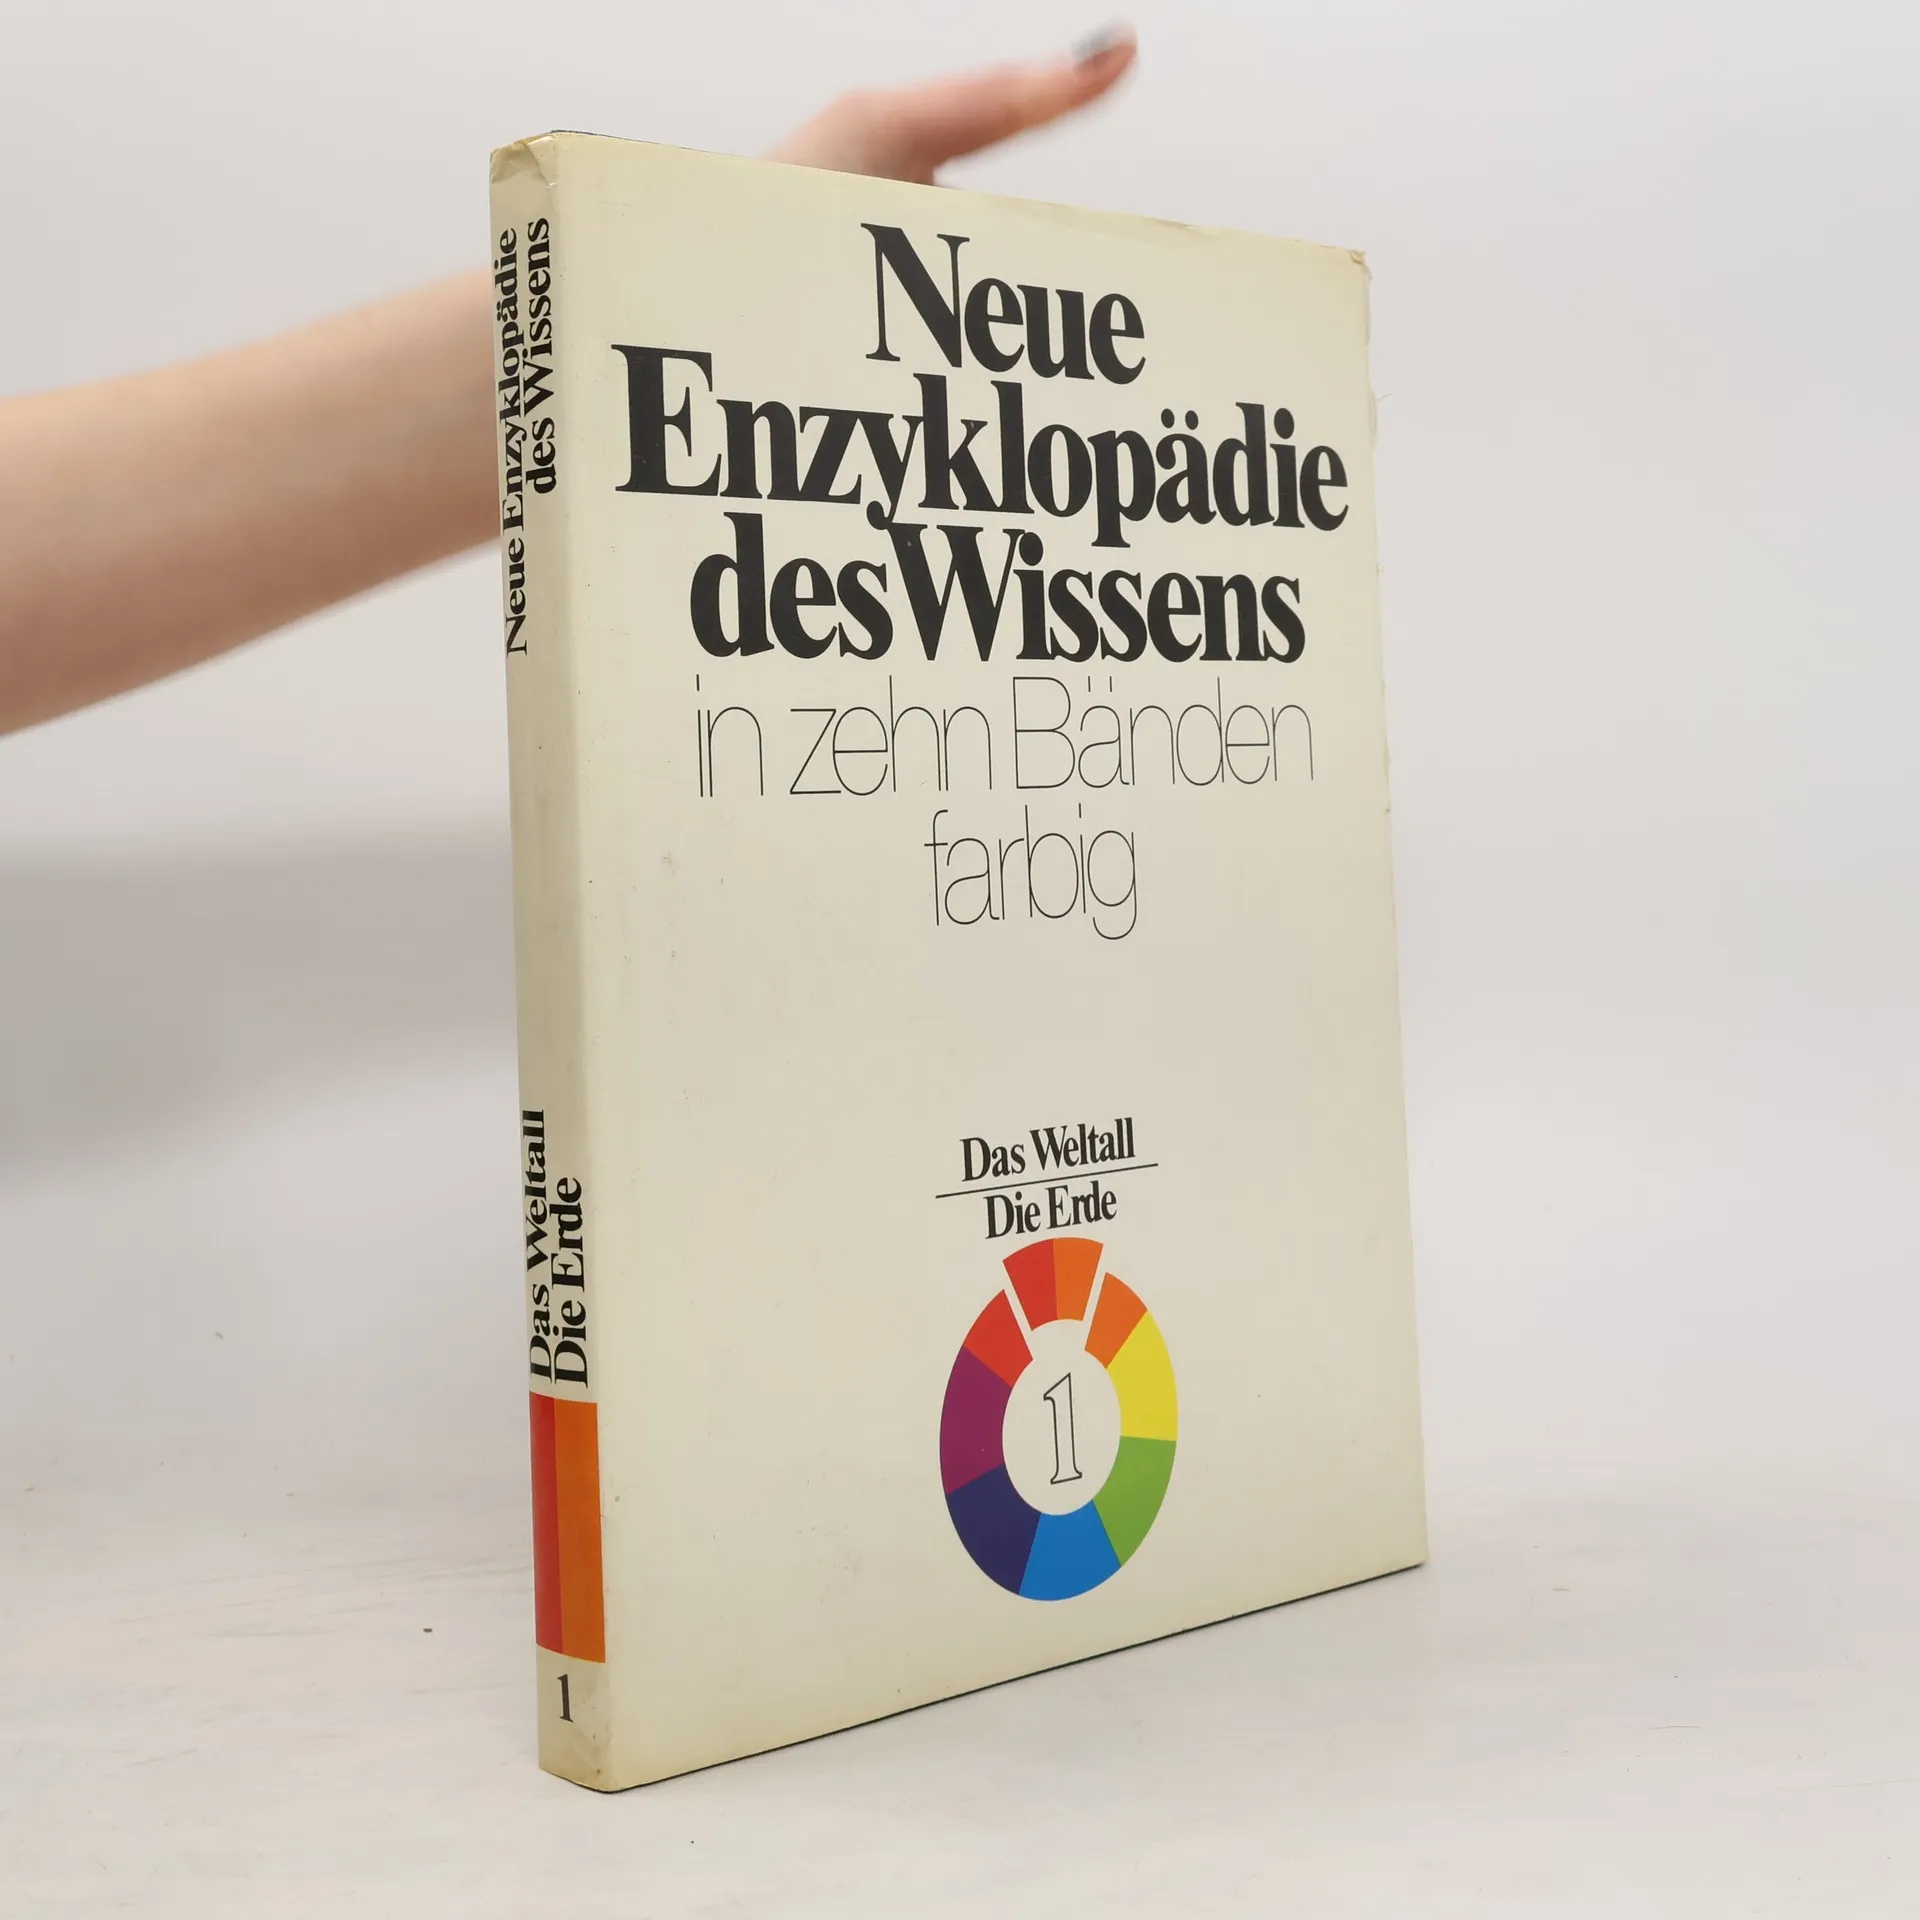 Neue Enzyklopädie
des Wissens
Das Weltall
Die Erde
1
Neue
Enzyklopädie
des Wissens
in zehn Bänden
farbig
Das Weltall
Die Erde
1